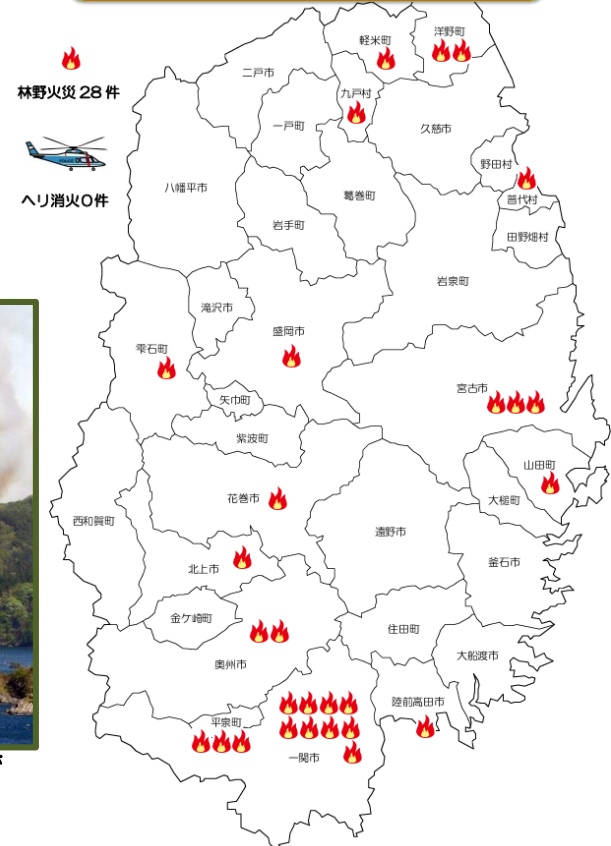 林野火災28件
ヘリ消火0件
軽米町
洋野町
二戸市
九戸村
一戸町
久慈市
野田村
八幡平市
葛巻町
普代村
岩手町
田野畑村
岩泉町
滝沢市
盛岡市
雫石町
宮古市
矢巾町
紫波町
山田町
花巻市
大槌町
西和賀町
遠野市
釜石市
北上市
金ケ崎町
住田町
奥州市
大船渡市
陸前高田市
平泉町
一関市